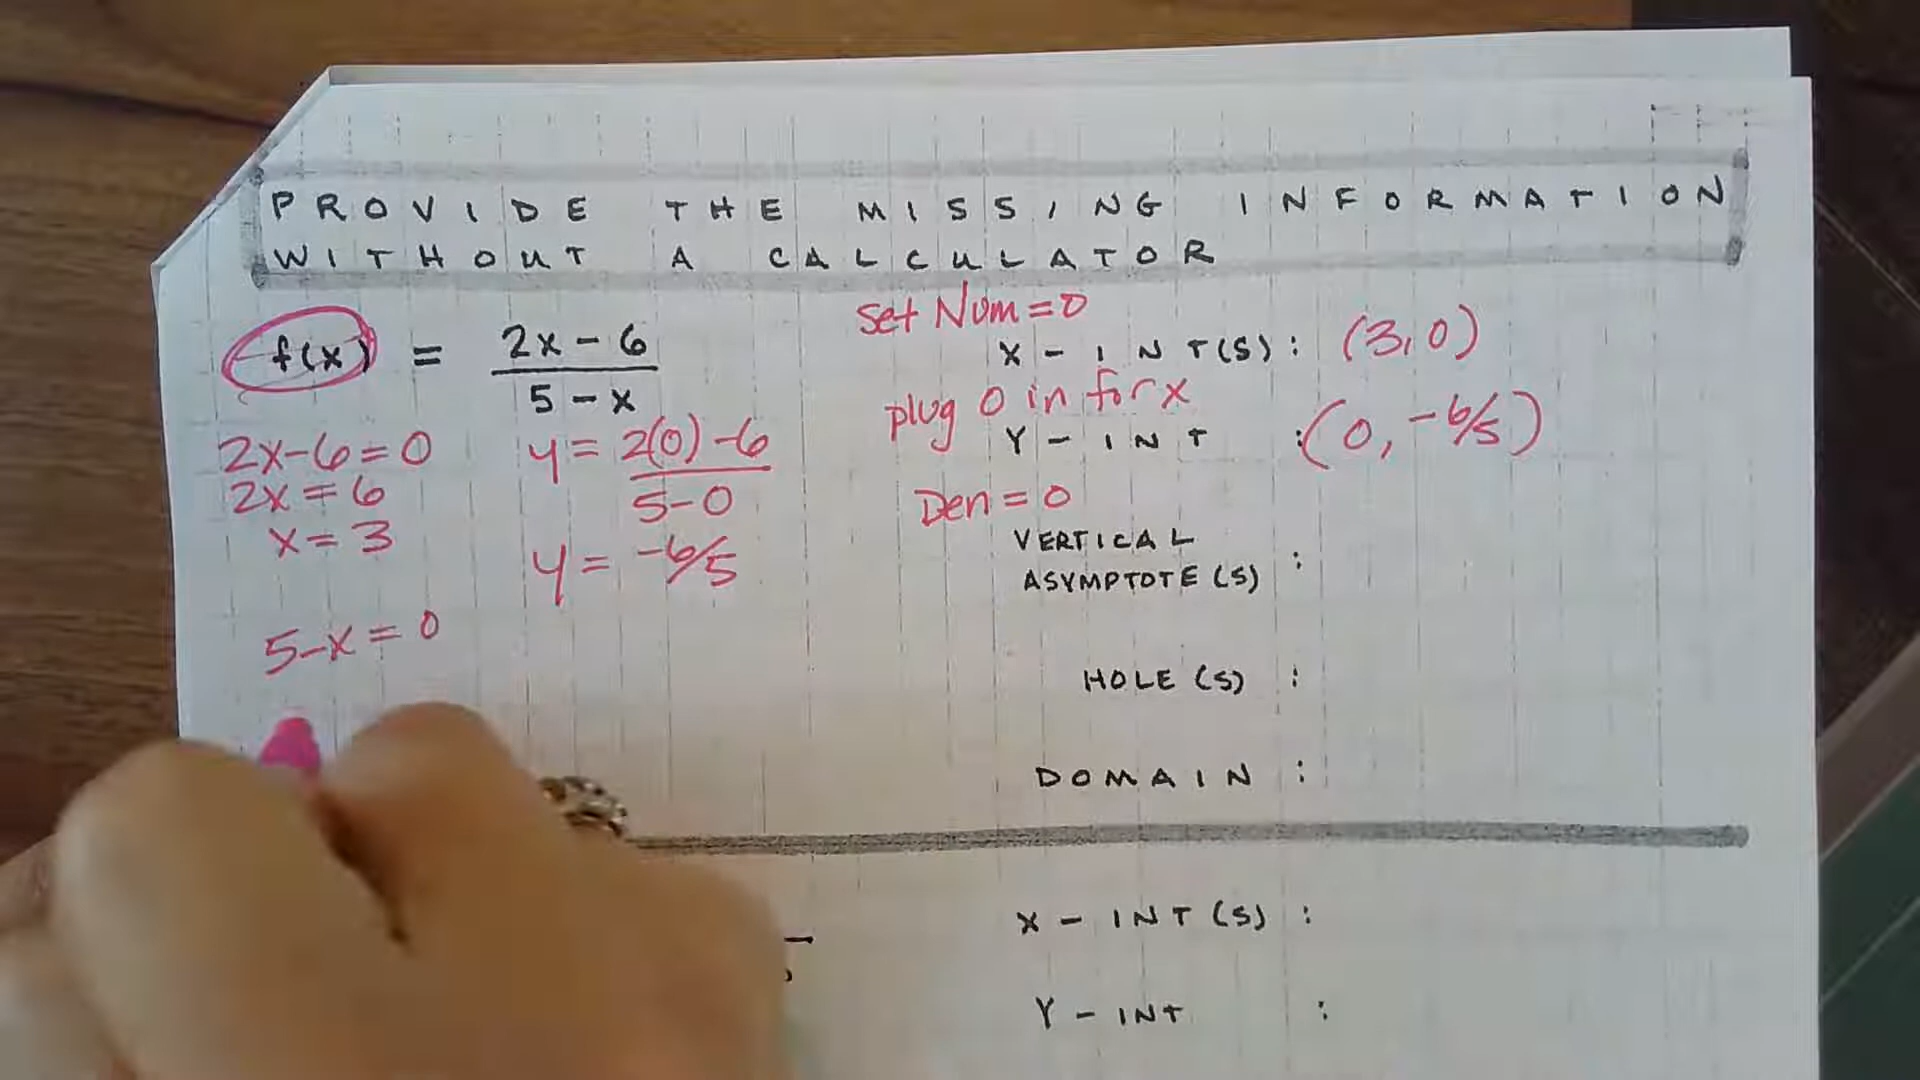 PROVIDE THE MISSING INFORMATION
WITHOUT A CALCULATOR
f(x) = 2x - 6
5 - x
2x-6=0
2x=6
x=3
y = 2(0)-6
5-0
y = -6/5
5-x=0
Set Num=0
X-INT(S): (3,0)
plug 0 in for x
Y-INT : (0, -6/5)
Den=0
VERTICAL
ASYMPTOTE(S) :
HOLE(S) :
DOMAIN :
X-INT(S) :
Y-INT :